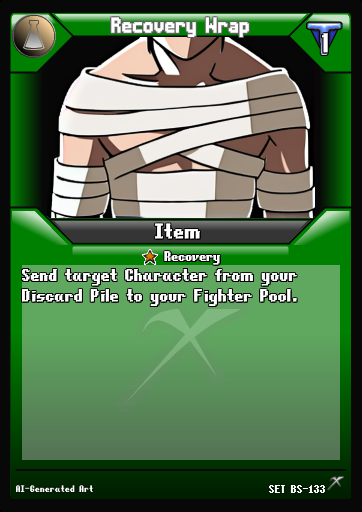 Recovery Wrap
1
Item
Recovery
Send target Character from your
Discard Pile to your Fighter Pool.
AI-Generated Art
SET BS-133